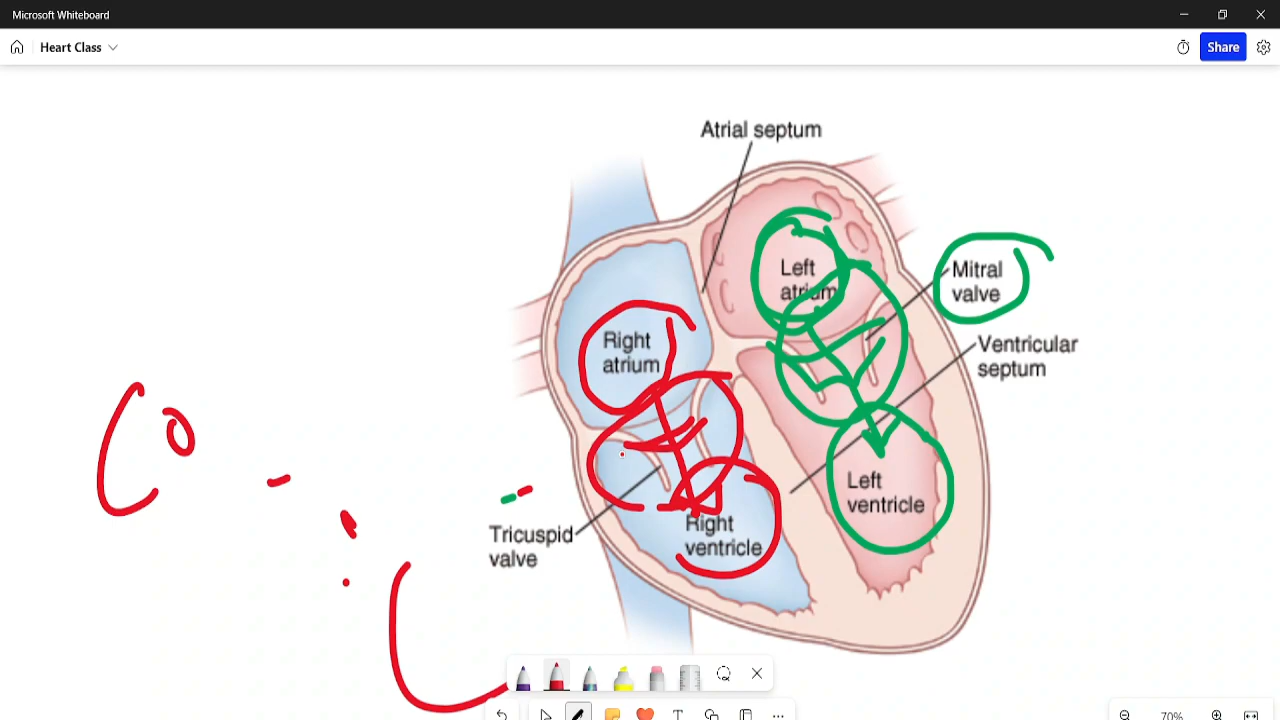 Microsoft Whiteboard
Heart Class
Share
Atrial septum
Left
atrium
Mitral
valve
Right
atrium
Ventricular
septum
Left
ventricle
Tricuspid
valve
Right
ventricle
70%